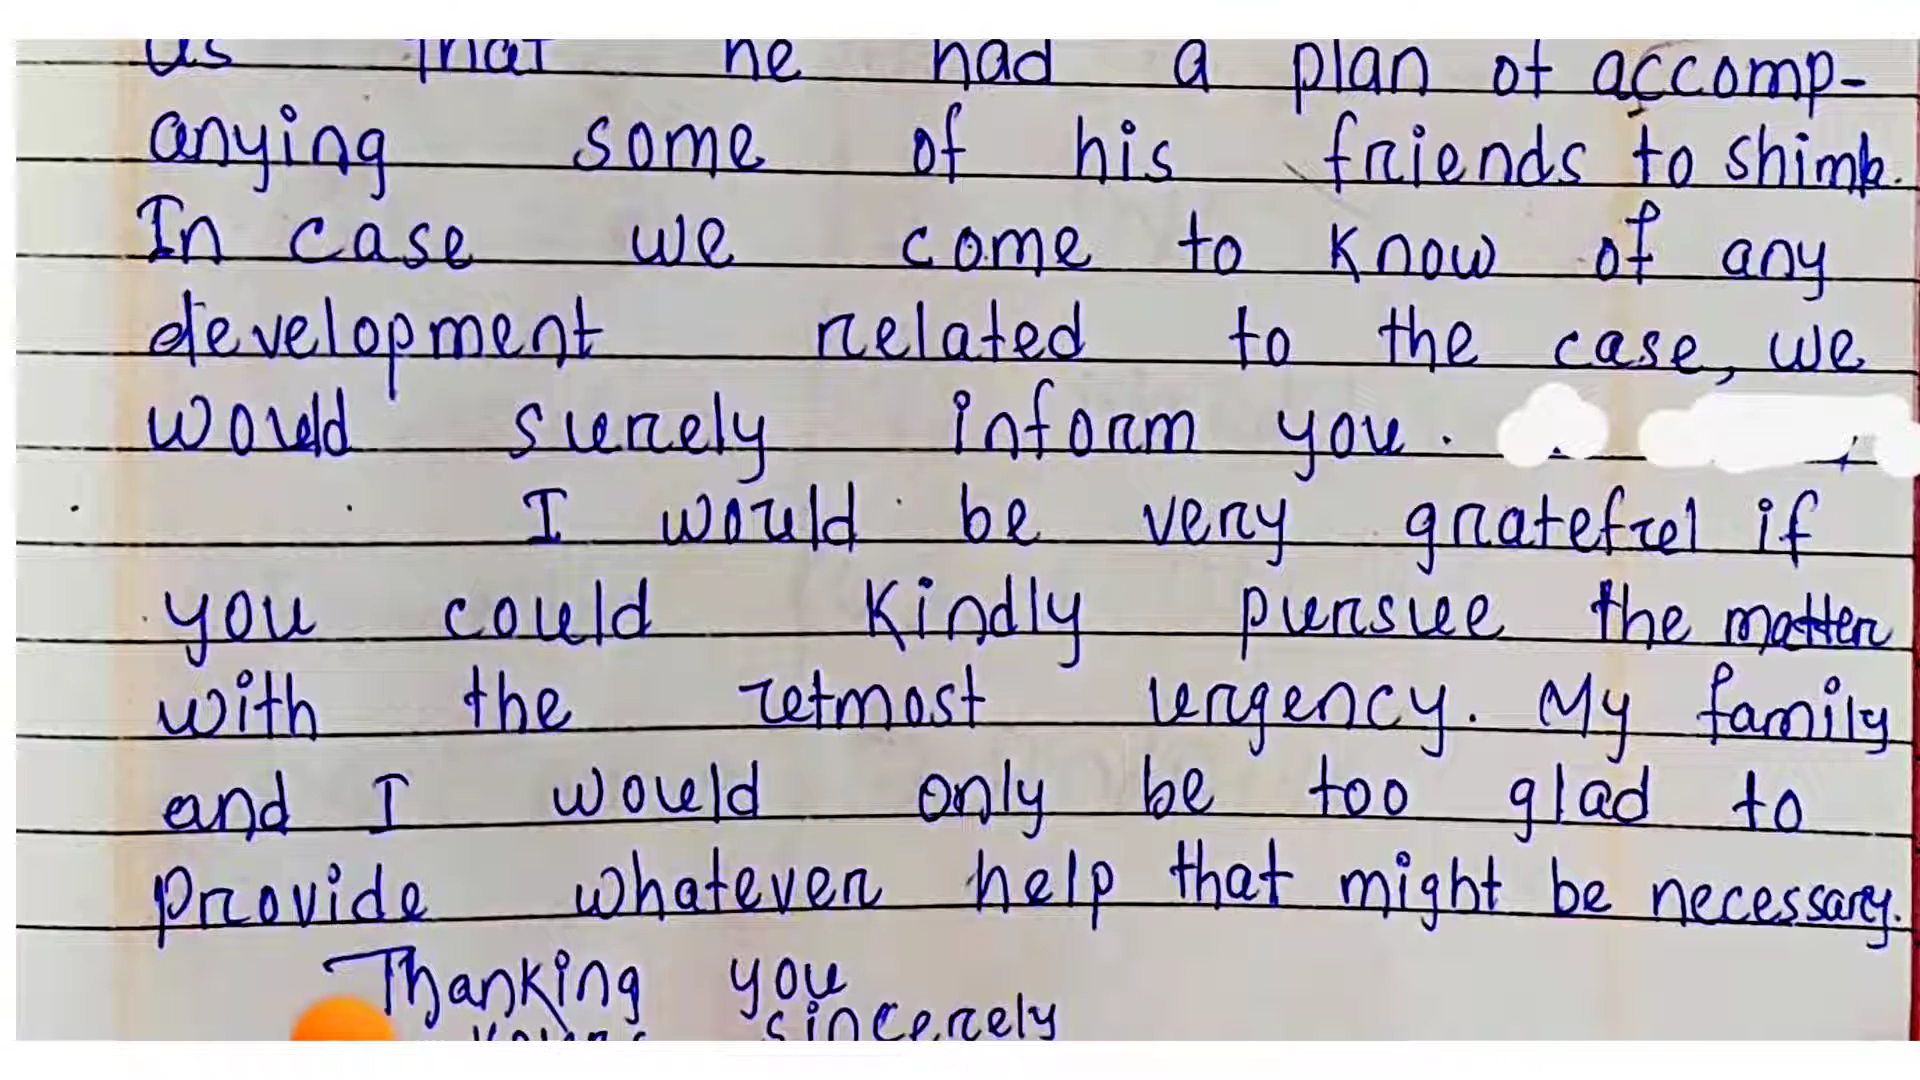 us that he had a plan of accomp-
anying some of his friends to shimla.
In case we come to know of any
development related to the case, we
would surely inform you.
I would be very grateful if
you could kindly pursue the matter
with the utmost urgency. My family
and I would only be too glad to
provide whatever help that might be necessary.
Thanking you
Yours sincerely